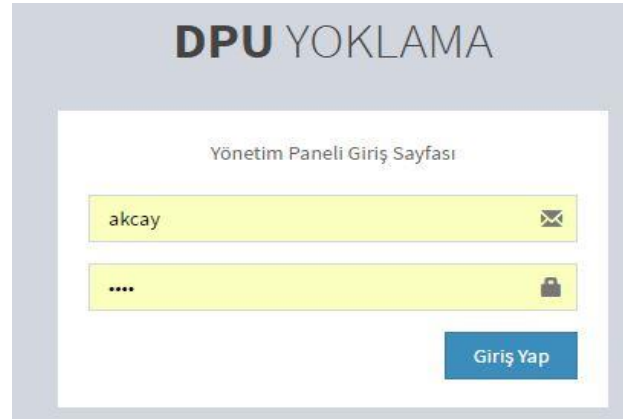 DPU YOKLAMA
Yönetim Paneli Giriş Sayfası
akcay
••••
Giriş Yap